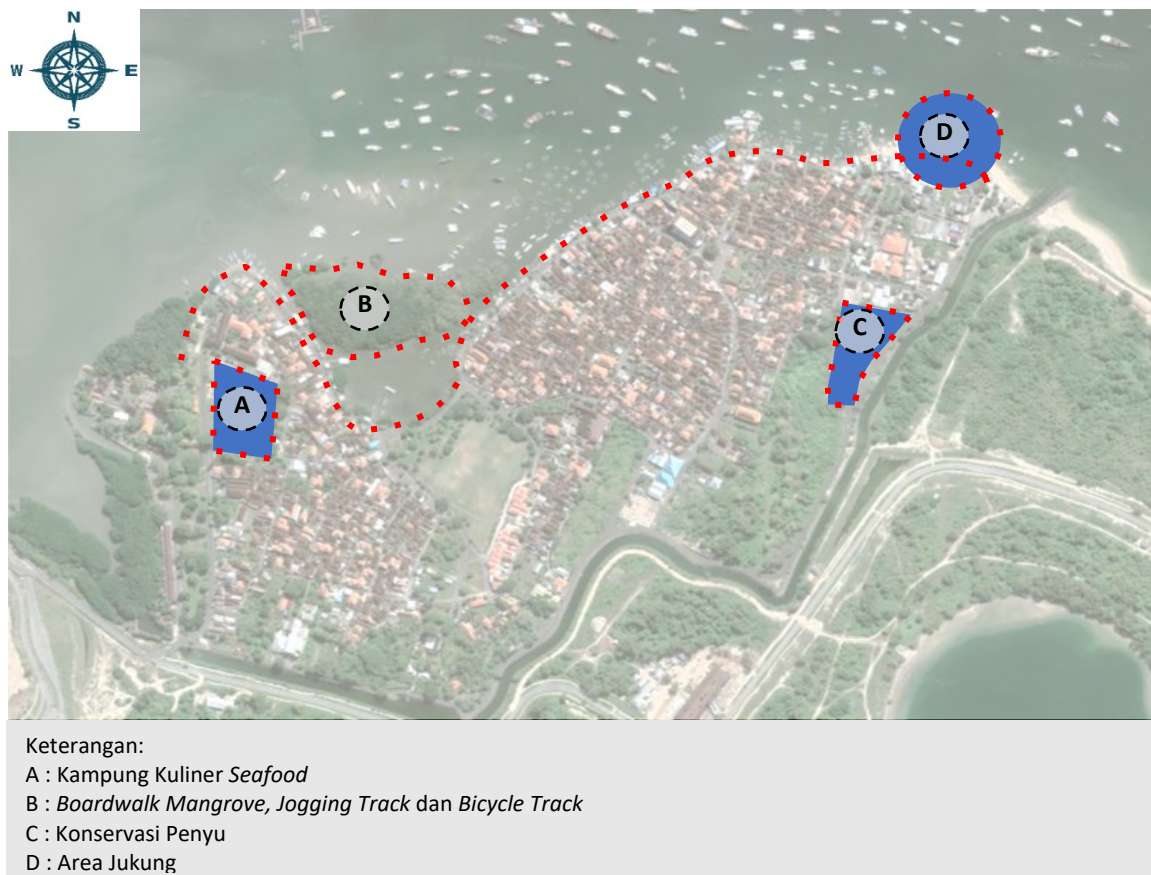 N
W E
S
D
B
C
A
Keterangan:
A : Kampung Kuliner Seafood
B : Boardwalk Mangrove, Jogging Track dan Bicycle Track
C : Konservasi Penyu
D : Area Jukung